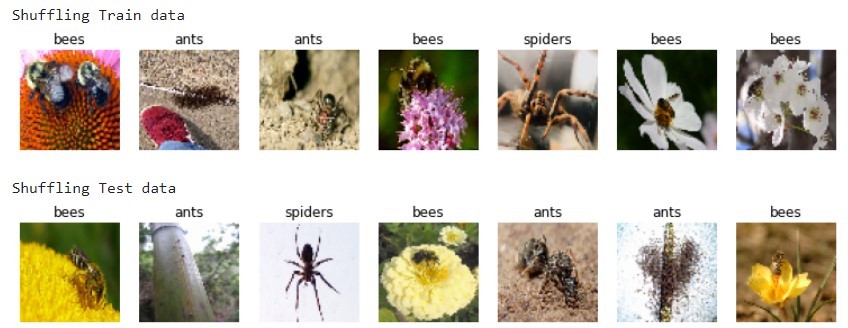 Shuffling Train data
bees ants ants bees spiders bees bees
Shuffling Test data
bees ants spiders bees ants ants bees